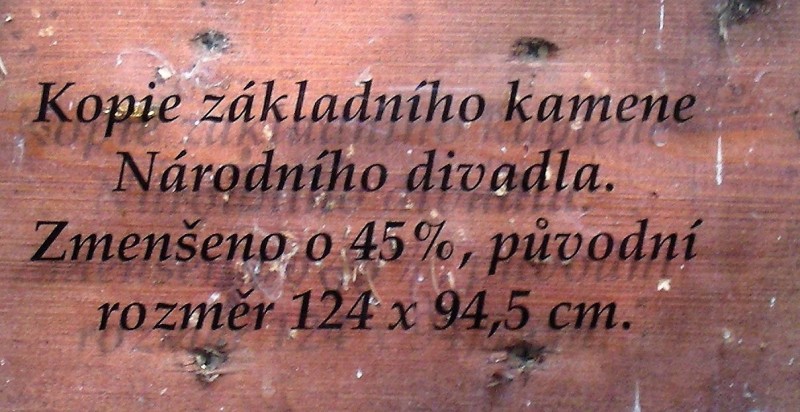 Kopie základního kamene
Národního divadla.
Zmenšeno o 45%, původní
rozměr 124 x 94,5 cm.